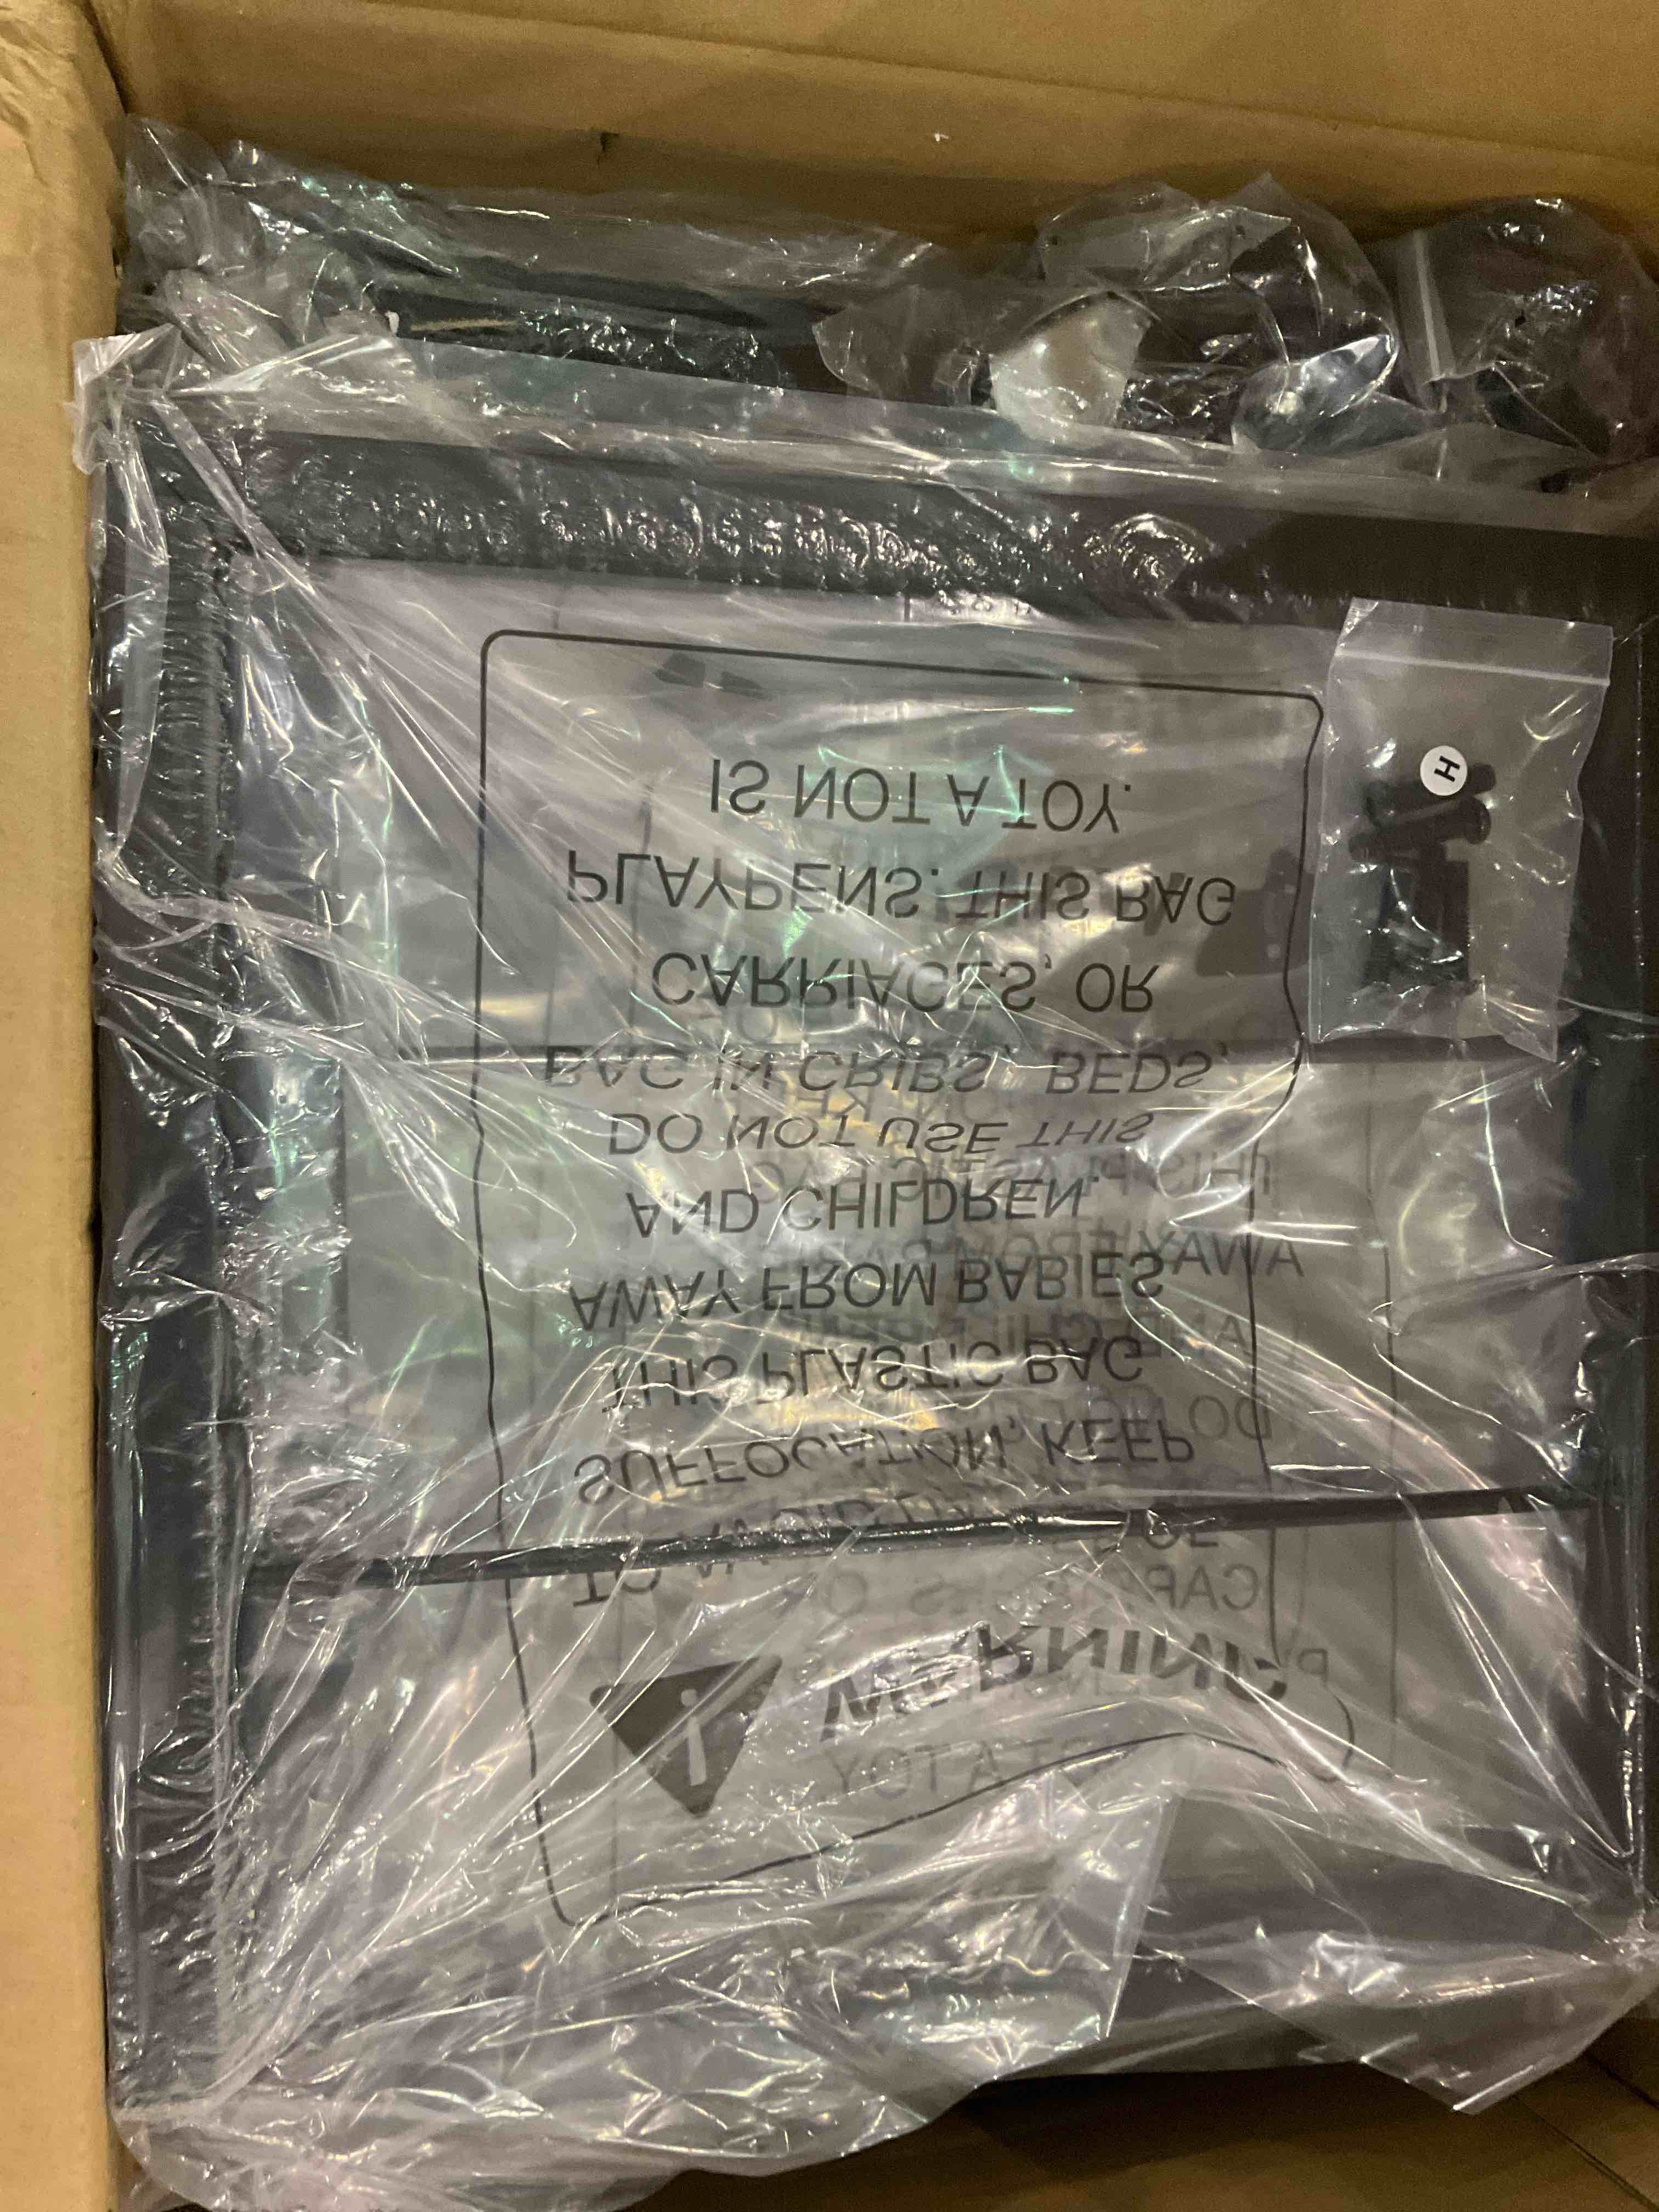 WARNING
TO AVOID DANGER OF
SUFFOCATION, KEEP
THIS PLASTIC BAG
AWAY FROM BABIES
AND CHILDREN.
DO NOT USE THIS
BAG IN CRIBS, BEDS,
CARRIAGES, OR
PLAYPENS. THIS BAG
IS NOT A TOY.
H